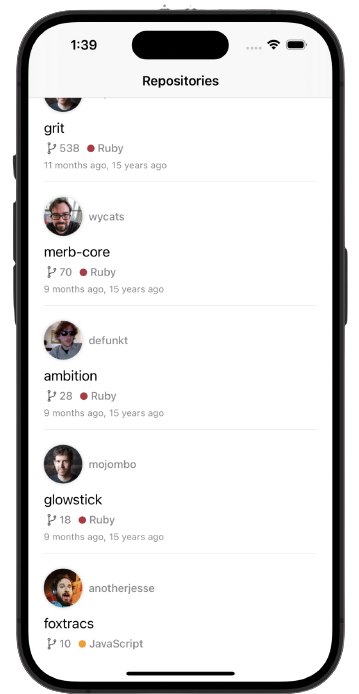 1:39
Repositories
grit
538 Ruby
11 months ago, 15 years ago
wycats
merb-core
70 Ruby
9 months ago, 15 years ago
defunkt
ambition
28 Ruby
9 months ago, 15 years ago
mojombo
glowstick
18 Ruby
9 months ago, 15 years ago
anotherjesse
foxtracs
10 JavaScript